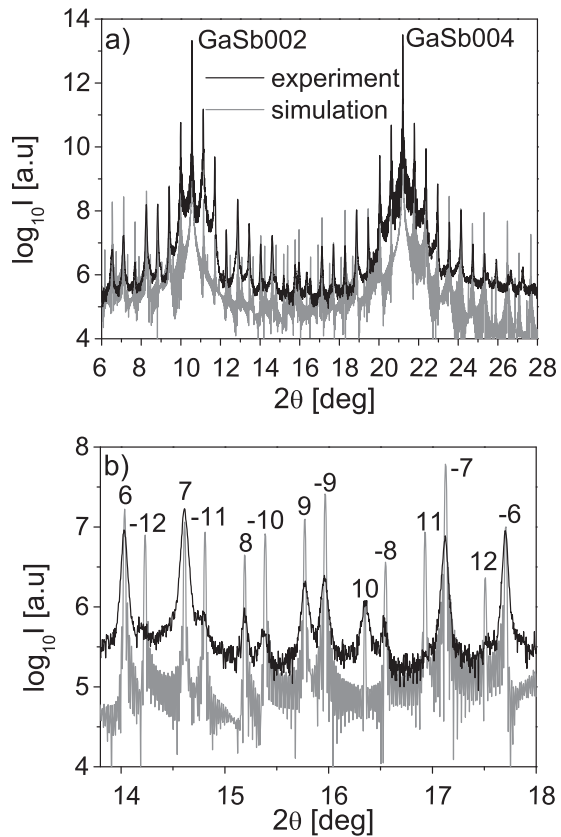 a)
GaSb002
GaSb004
experiment
simulation
14
12
10
8
6
4
log10I [a.u]
6 8 10 12 14 16 18 20 22 24 26 28
2θ [deg]
b)
8
7
6
5
4
log10I [a.u]
6
-12
7
-11
8
-10
9
-9
10
-8
11
-7
12
-6
14 15 16 17 18
2θ [deg]